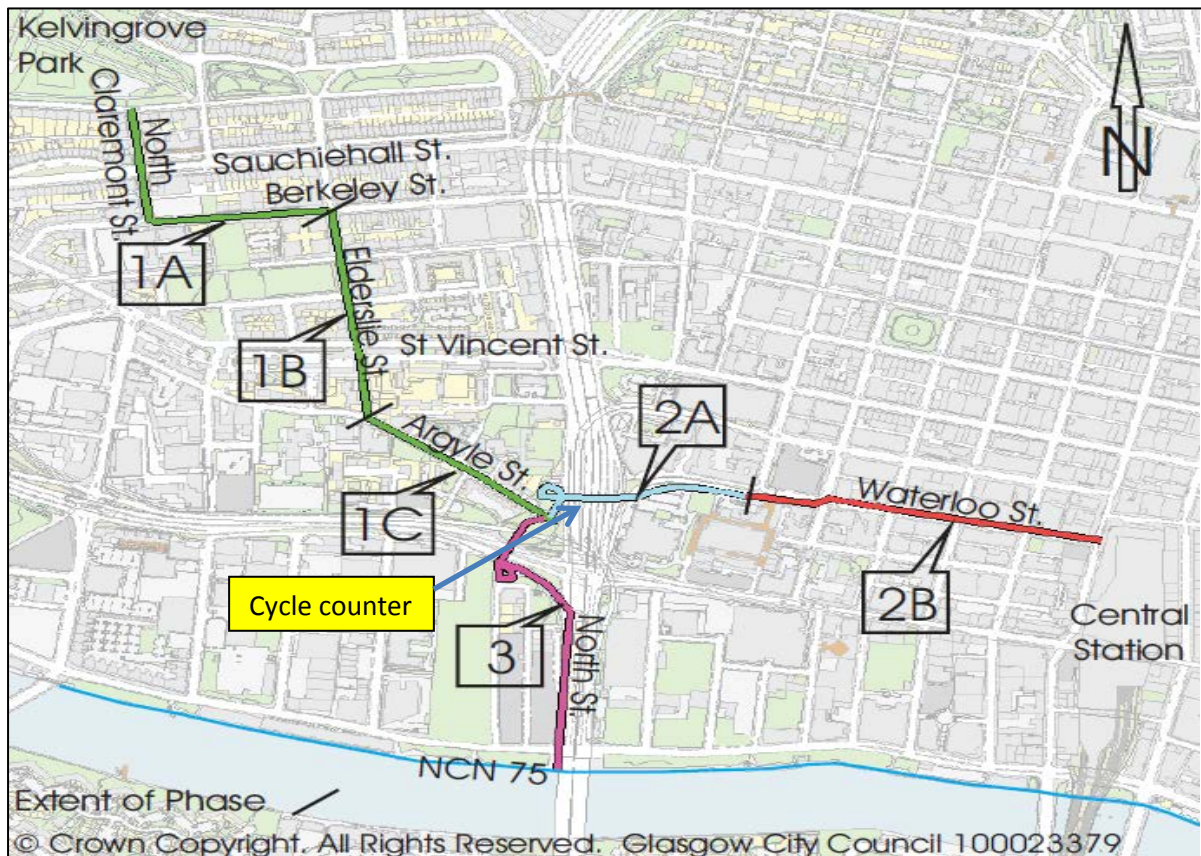 Kelvingrove
Park
North
Claremont St.
Sauchiehall St.
Berkeley St.
N
1A
Elderslie St.
1B
St Vincent St.
2A
Argyle St.
1C
Waterloo St.
Cycle counter
2B
3
North St.
Central
Station
NCN 75
Extent of Phase
© Crown Copyright. All Rights Reserved. Glasgow City Council 100023379